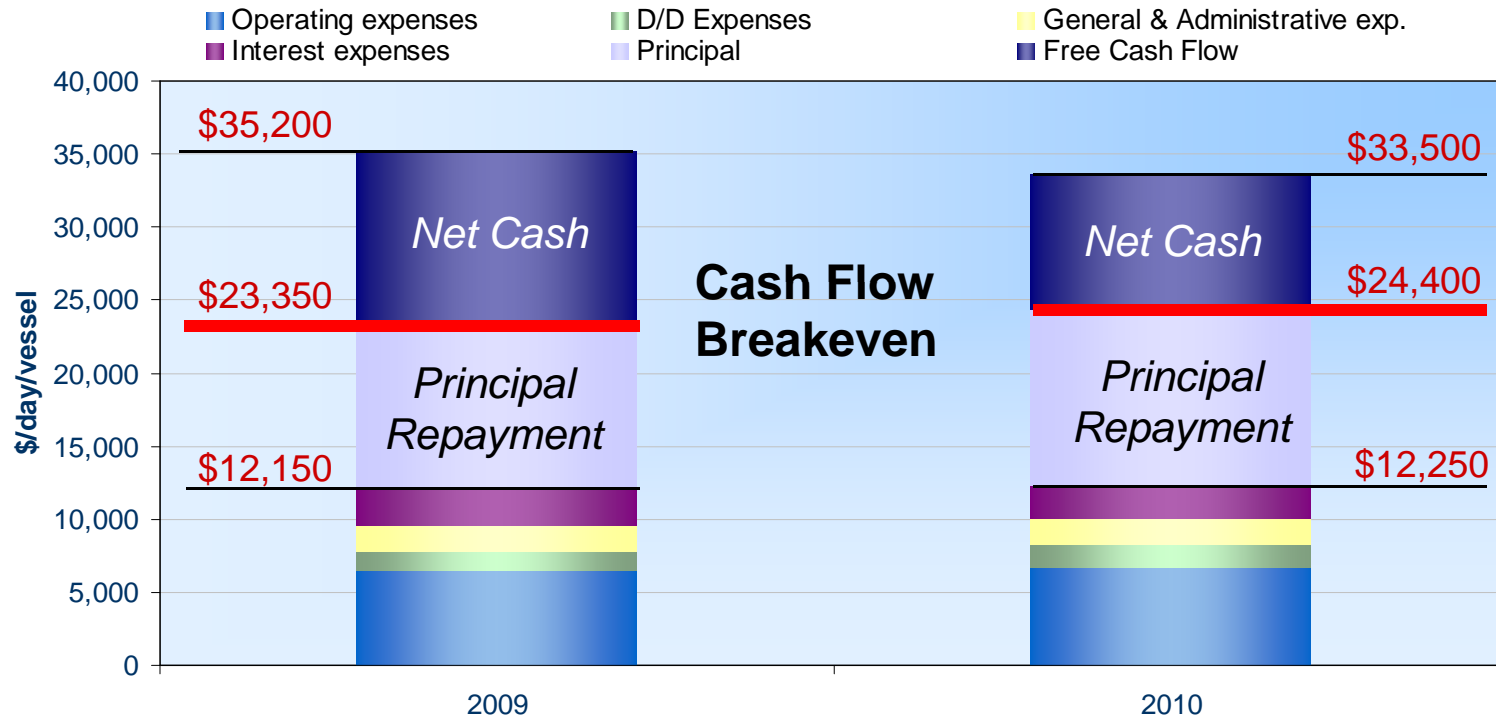 Operating expenses
D/D Expenses
General & Administrative exp.
Interest expenses
Principal
Free Cash Flow
$/day/vessel
40,000
35,000
30,000
25,000
20,000
15,000
10,000
5,000
0
$35,200
$23,350
$12,150
Net Cash
Principal
Repayment
Cash Flow
Breakeven
Net Cash
Principal
Repayment
$33,500
$24,400
$12,250
2009
2010